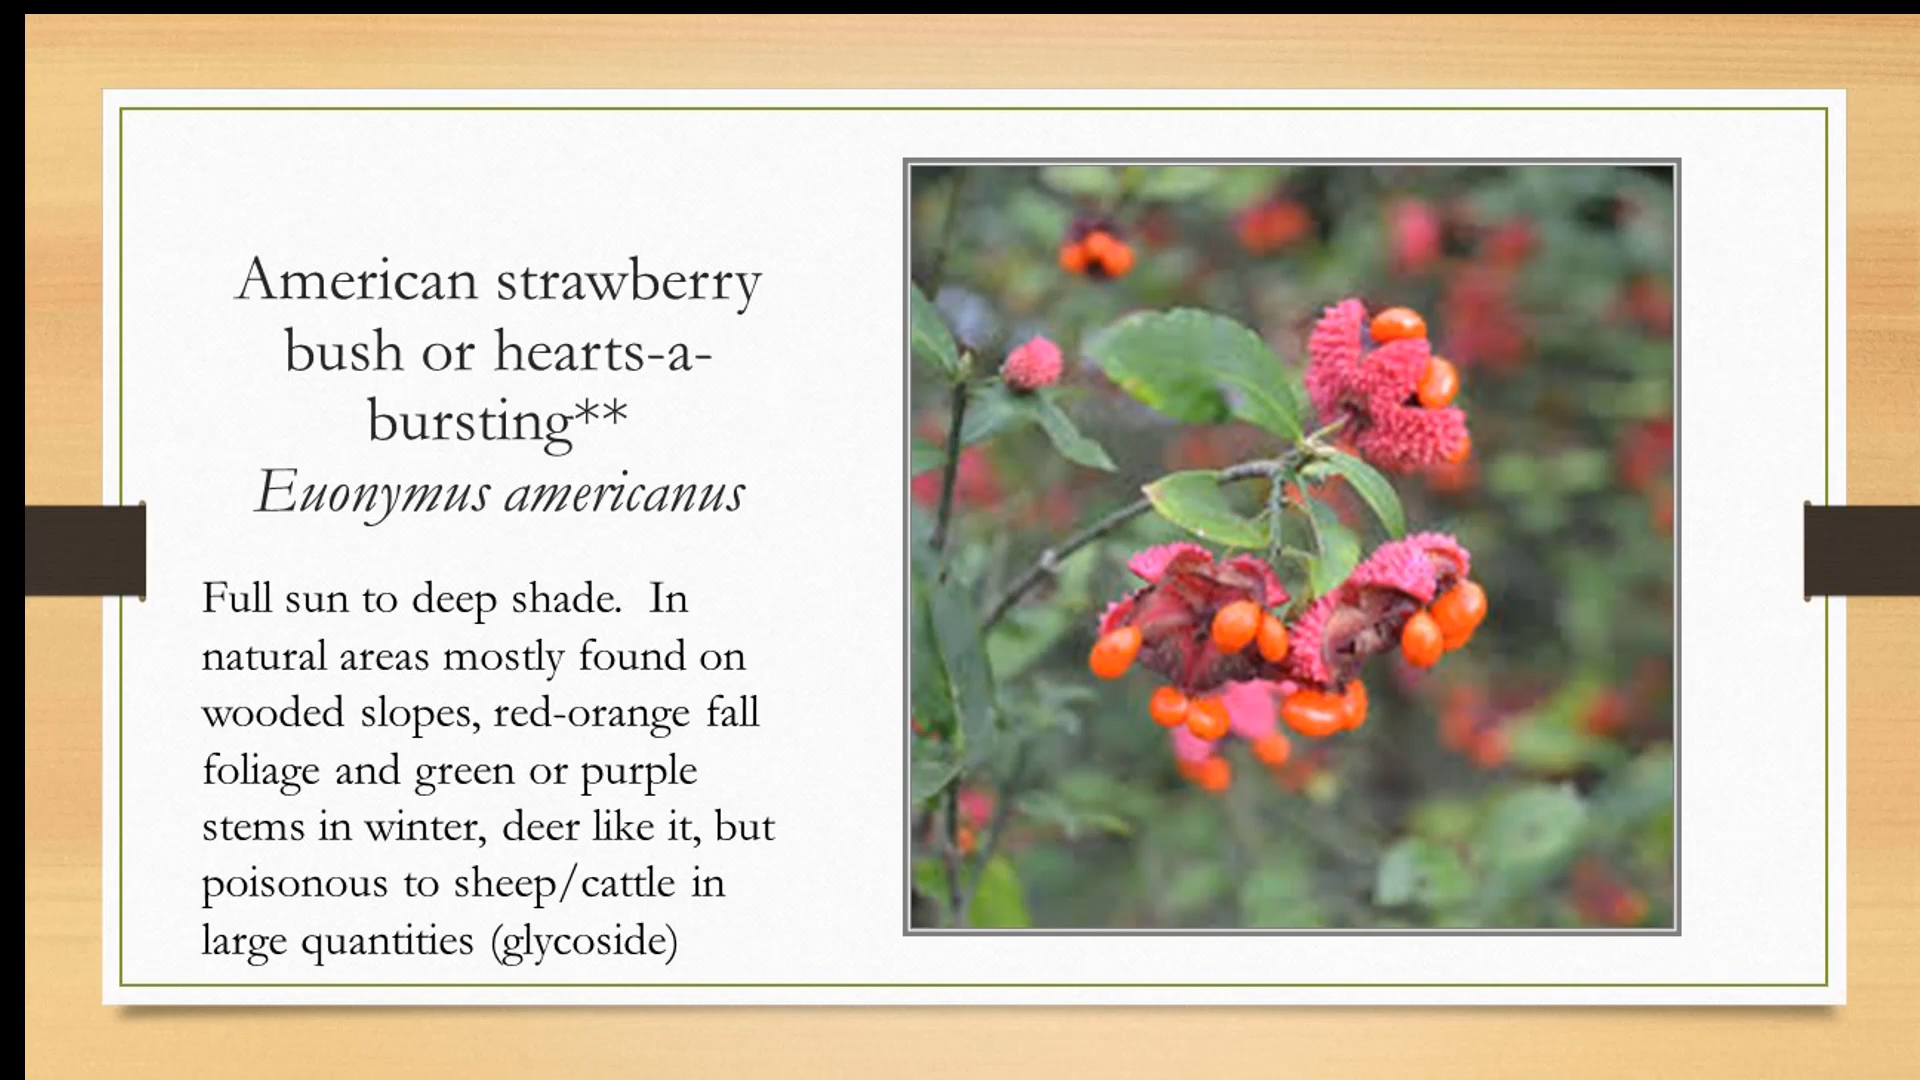 American strawberry
bush or hearts-a-
bursting**
Euonymus americanus
Full sun to deep shade.  In
natural areas mostly found on
wooded slopes, red-orange fall
foliage and green or purple
stems in winter, deer like it, but
poisonous to sheep/cattle in
large quantities (glycoside)